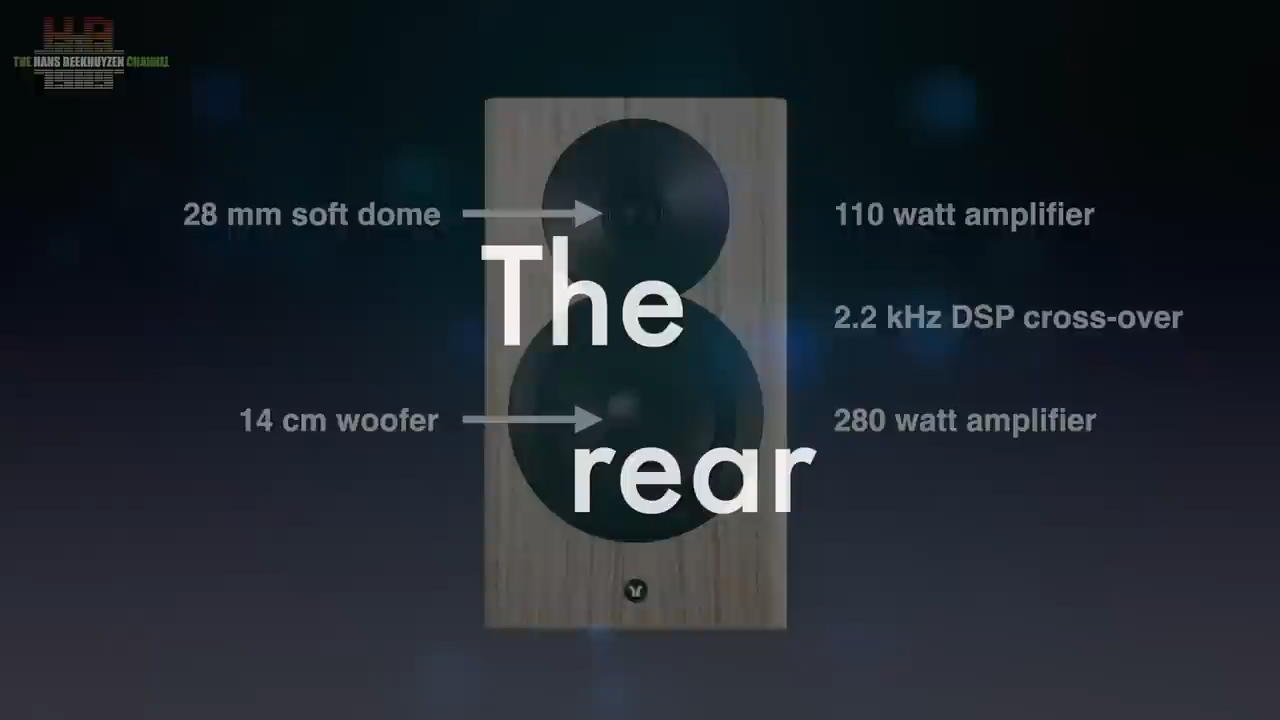 THE HANS BEEKHUYZEN CHANNEL
28 mm soft dome
110 watt amplifier
The
2.2 kHz DSP cross-over
14 cm woofer
280 watt amplifier
rear